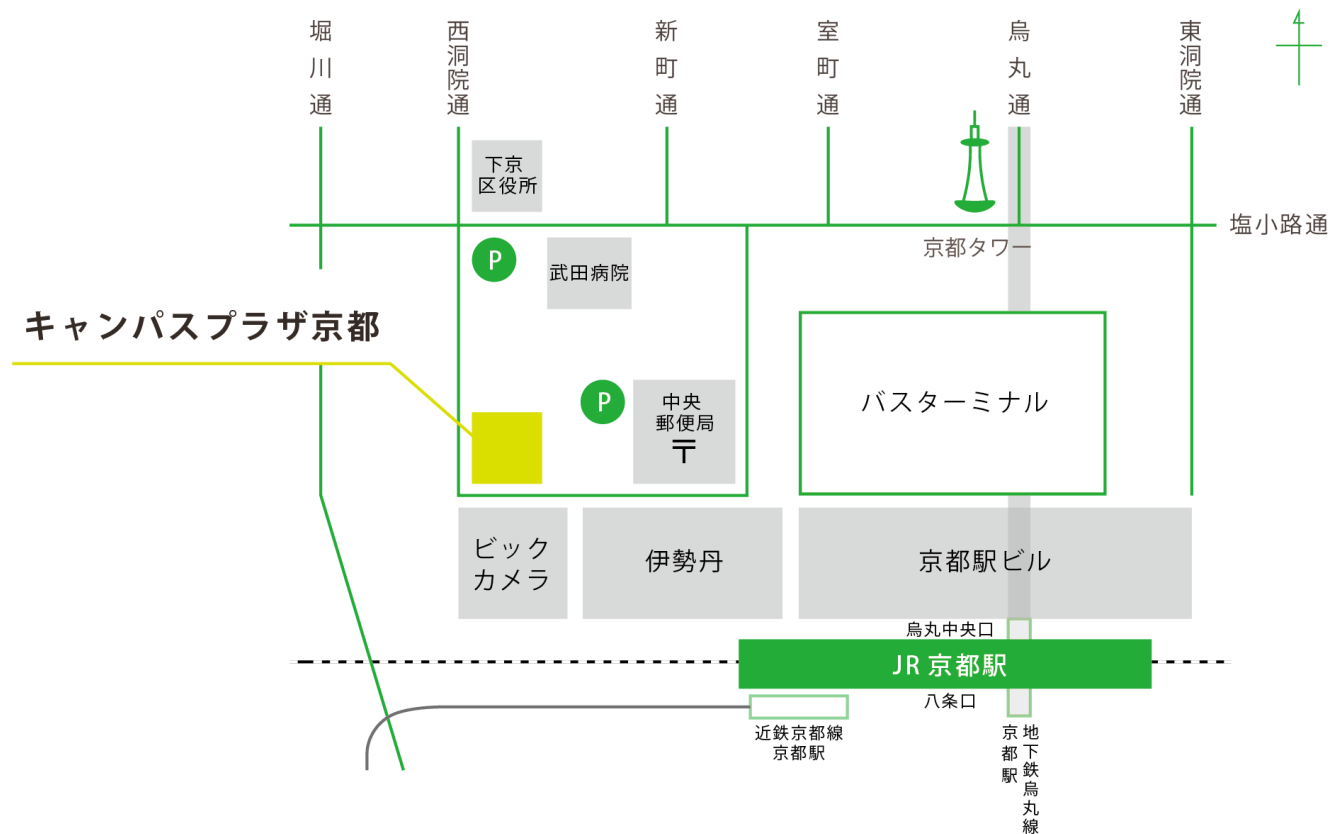 堀川通
西洞院通
新町通
室町通
烏丸通
東洞院通
4
下京
区役所
塩小路通
P
武田病院
京都タワー
キャンパスプラザ京都
P
中央
郵便局
〒
バスターミナル
ビック
カメラ
伊勢丹
京都駅ビル
烏丸中央口
JR 京都駅
八条口
近鉄京都線
京都駅
地下鉄烏丸線
京都駅